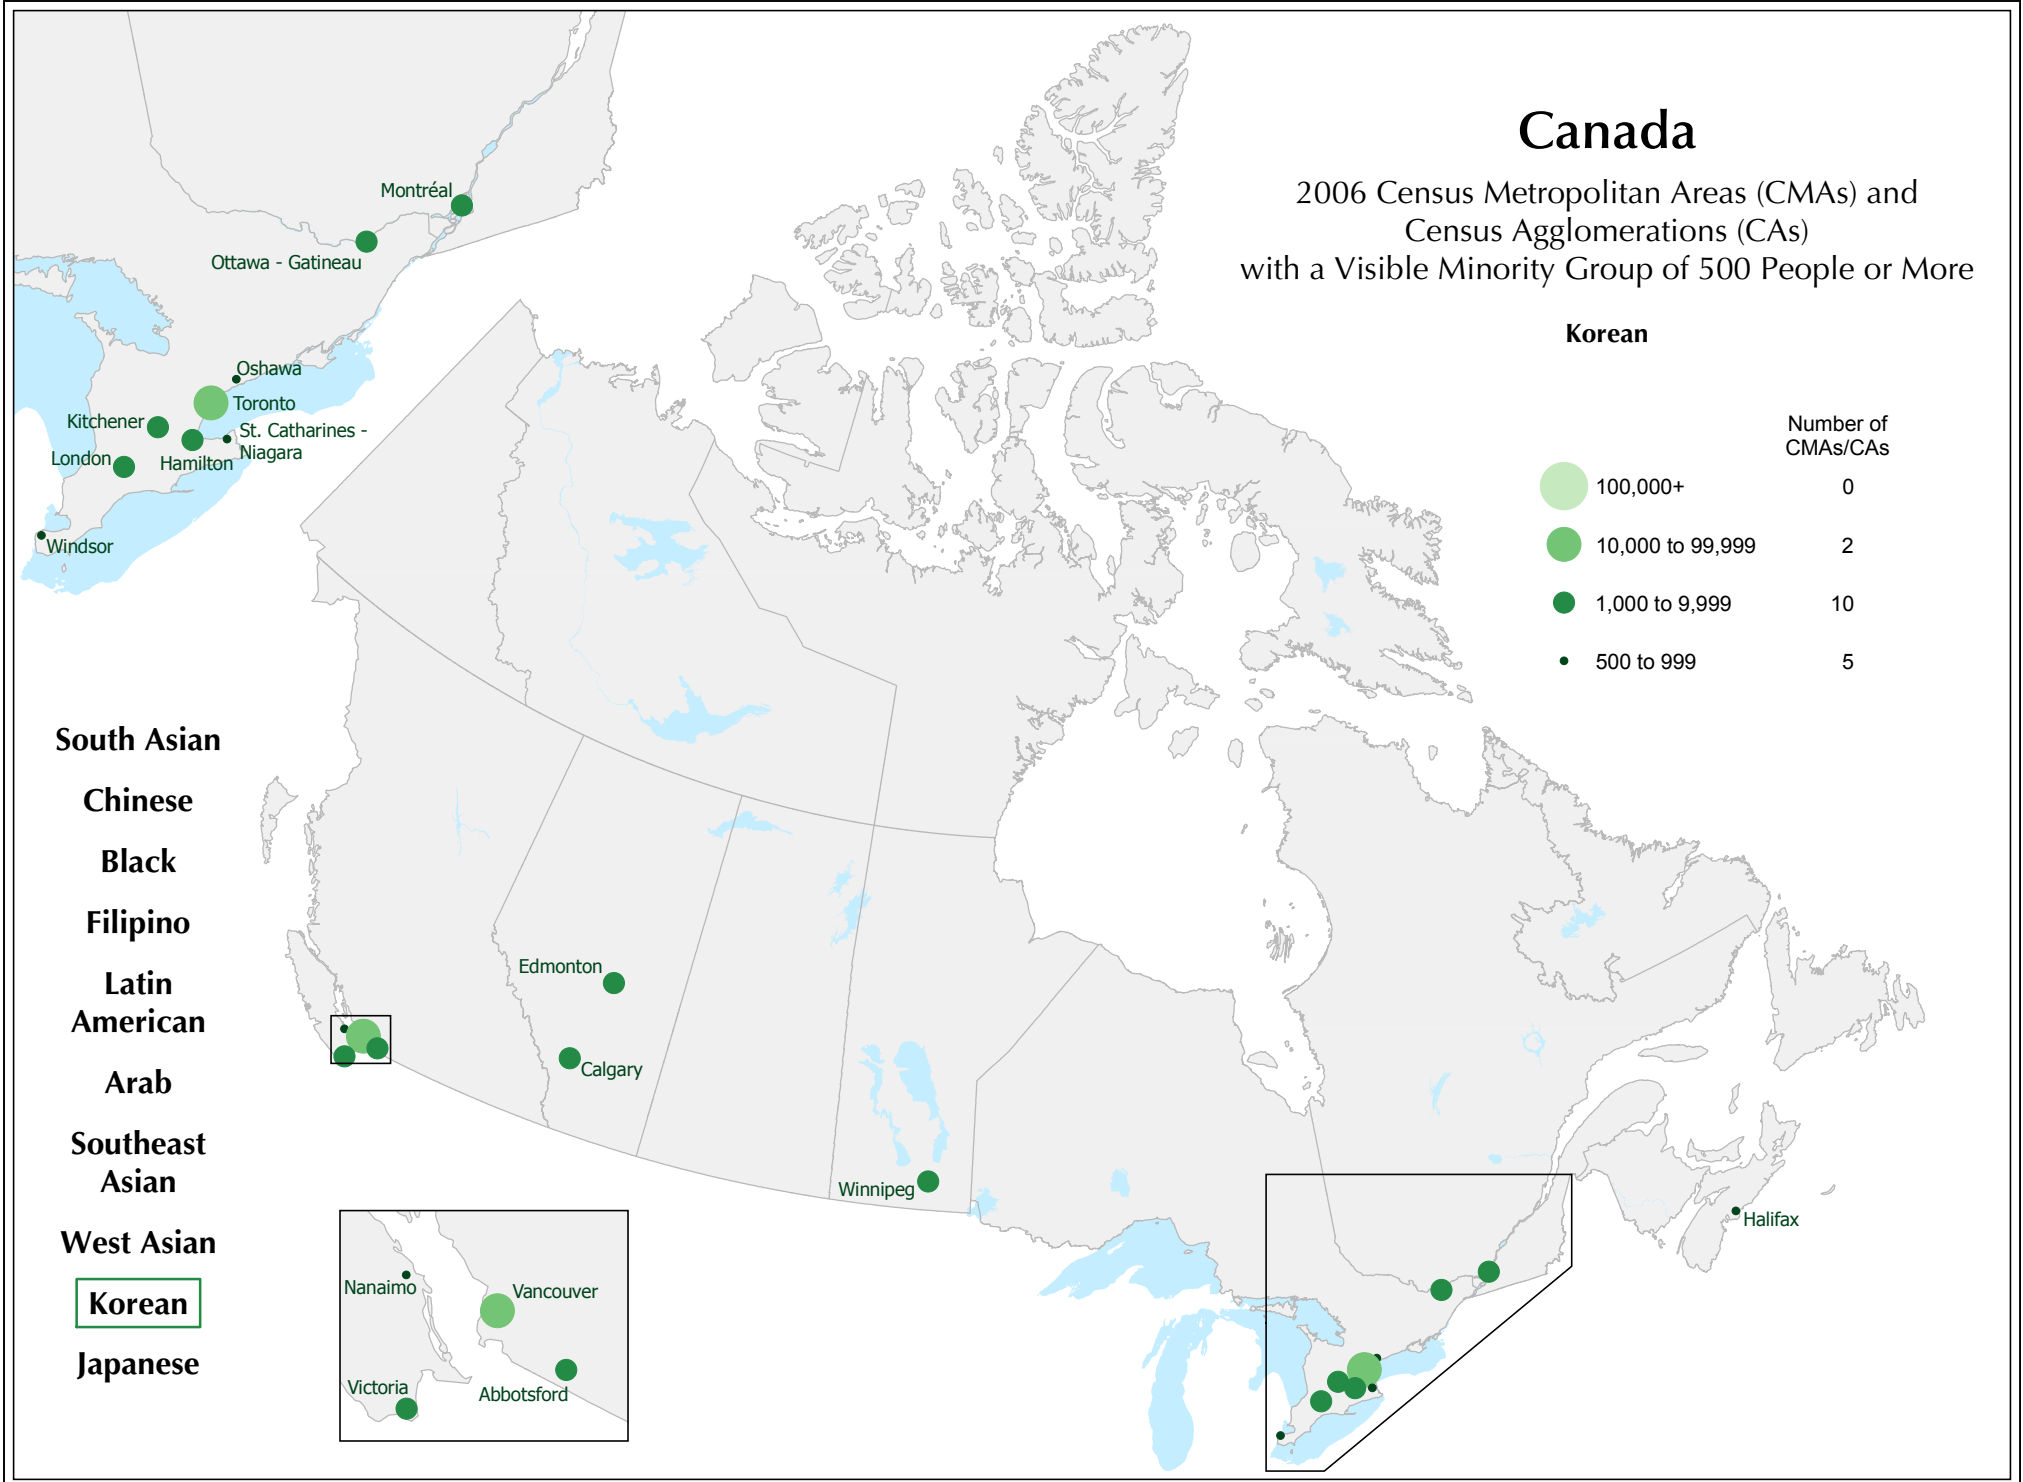 Canada
2006 Census Metropolitan Areas (CMAs) and
Census Agglomerations (CAs)
with a Visible Minority Group of 500 People or More
Korean
Number of
CMAs/CAs
100,000+ 0
10,000 to 99,999 2
1,000 to 9,999 10
500 to 999 5
Montréal
Ottawa - Gatineau
Oshawa
Toronto
Kitchener
St. Catharines -
Niagara
London
Hamilton
Windsor
South Asian
Chinese
Black
Filipino
Latin
American
Arab
Southeast
Asian
West Asian
Korean
Japanese
Edmonton
Calgary
Winnipeg
Halifax
Nanaimo
Vancouver
Victoria
Abbotsford